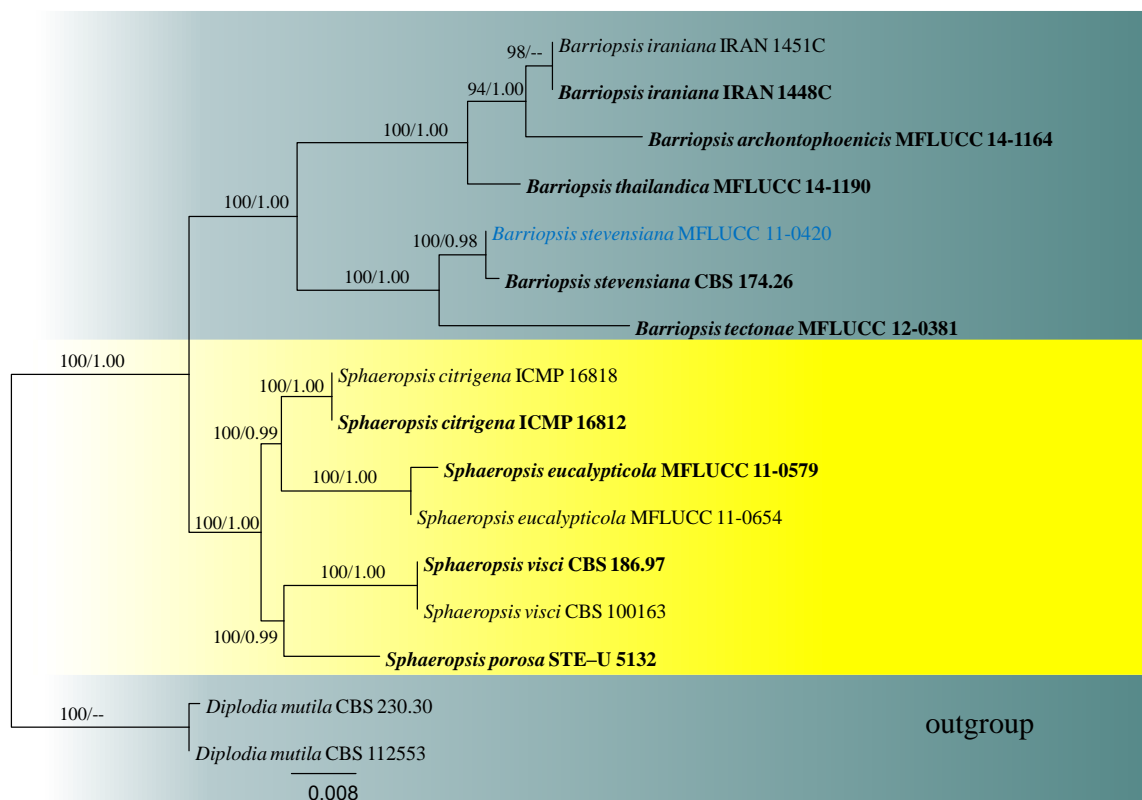 Barriopsis iraniana IRAN 1451C
98/--
94/1.00
Barriopsis iraniana IRAN 1448C
100/1.00
Barriopsis archontophoenicis MFLUCC 14-1164
Barriopsis thailandica MFLUCC 14-1190
100/1.00
Barriopsis stevensiana MFLUCC 11-0420
100/0.98
100/1.00
Barriopsis stevensiana CBS 174.26
Barriopsis tectonae MFLUCC 12-0381
100/1.00
Sphaeropsis citrigena ICMP 16818
100/1.00
Sphaeropsis citrigena ICMP 16812
100/0.99
Sphaeropsis eucalypticola MFLUCC 11-0579
100/1.00
Sphaeropsis eucalypticola MFLUCC 11-0654
100/1.00
Sphaeropsis visci CBS 186.97
100/1.00
Sphaeropsis visci CBS 100163
100/0.99
Sphaeropsis porosa STE–U 5132
Diplodia mutila CBS 230.30
100/--
outgroup
Diplodia mutila CBS 112553
0.008